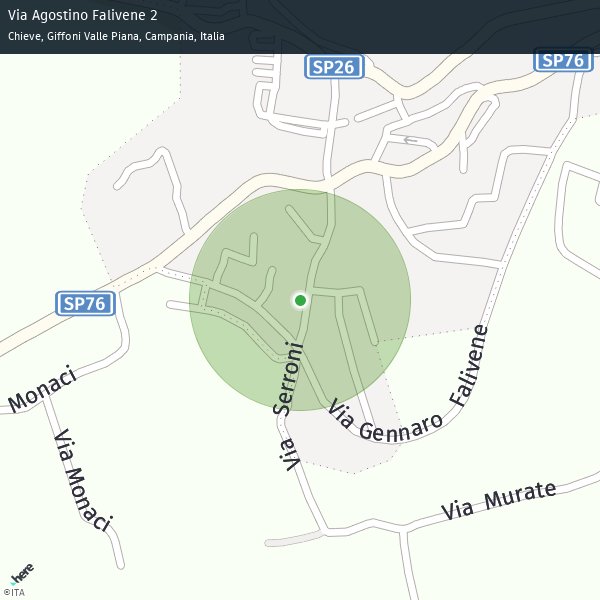 Via Agostino Falivene 2
Chieve, Giffoni Valle Piana, Campania, Italia
SP26
SP76
SP76
Via Serroni
Via Gennaro Falivene
Monaci
Via Monaci
Via Murate
here
©ITA